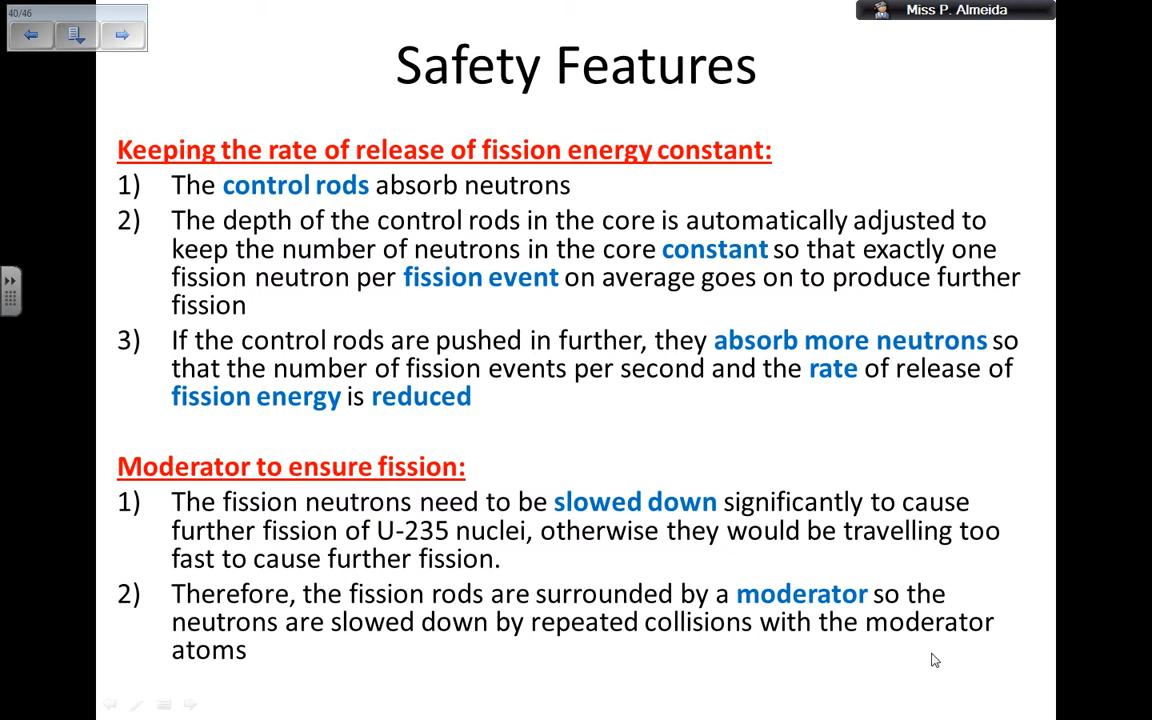 40/46
Miss P. Almeida
Safety Features
Keeping the rate of release of fission energy constant:
1) The control rods absorb neutrons
2) The depth of the control rods in the core is automatically adjusted to
keep the number of neutrons in the core constant so that exactly one
fission neutron per fission event on average goes on to produce further
fission
3) If the control rods are pushed in further, they absorb more neutrons so
that the number of fission events per second and the rate of release of
fission energy is reduced
Moderator to ensure fission:
1) The fission neutrons need to be slowed down significantly to cause
further fission of U-235 nuclei, otherwise they would be travelling too
fast to cause further fission.
2) Therefore, the fission rods are surrounded by a moderator so the
neutrons are slowed down by repeated collisions with the moderator
atoms